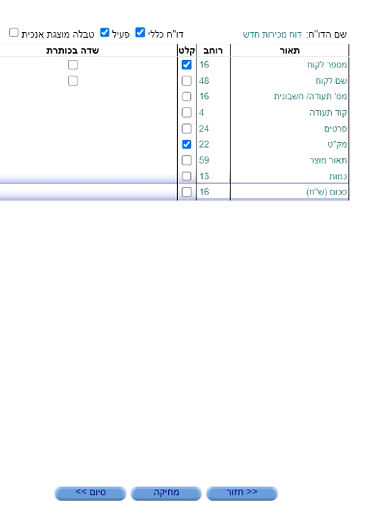 שם הדו"ח: דוח מכירות חדש דו"ח כללי פעיל טבלה מוצגת אנכית
תאור רוחב קלט שדה בכותרת
מספר לקוח 16
שם לקוח 48
מס' תעודה/ חשבונית 16
קוד תעודה 4
פרטים 24
מק"ט 22
תאור מוצר 59
כמות 13
סכום (ש"ח) 16
<< חזור מחיקה סיום >>